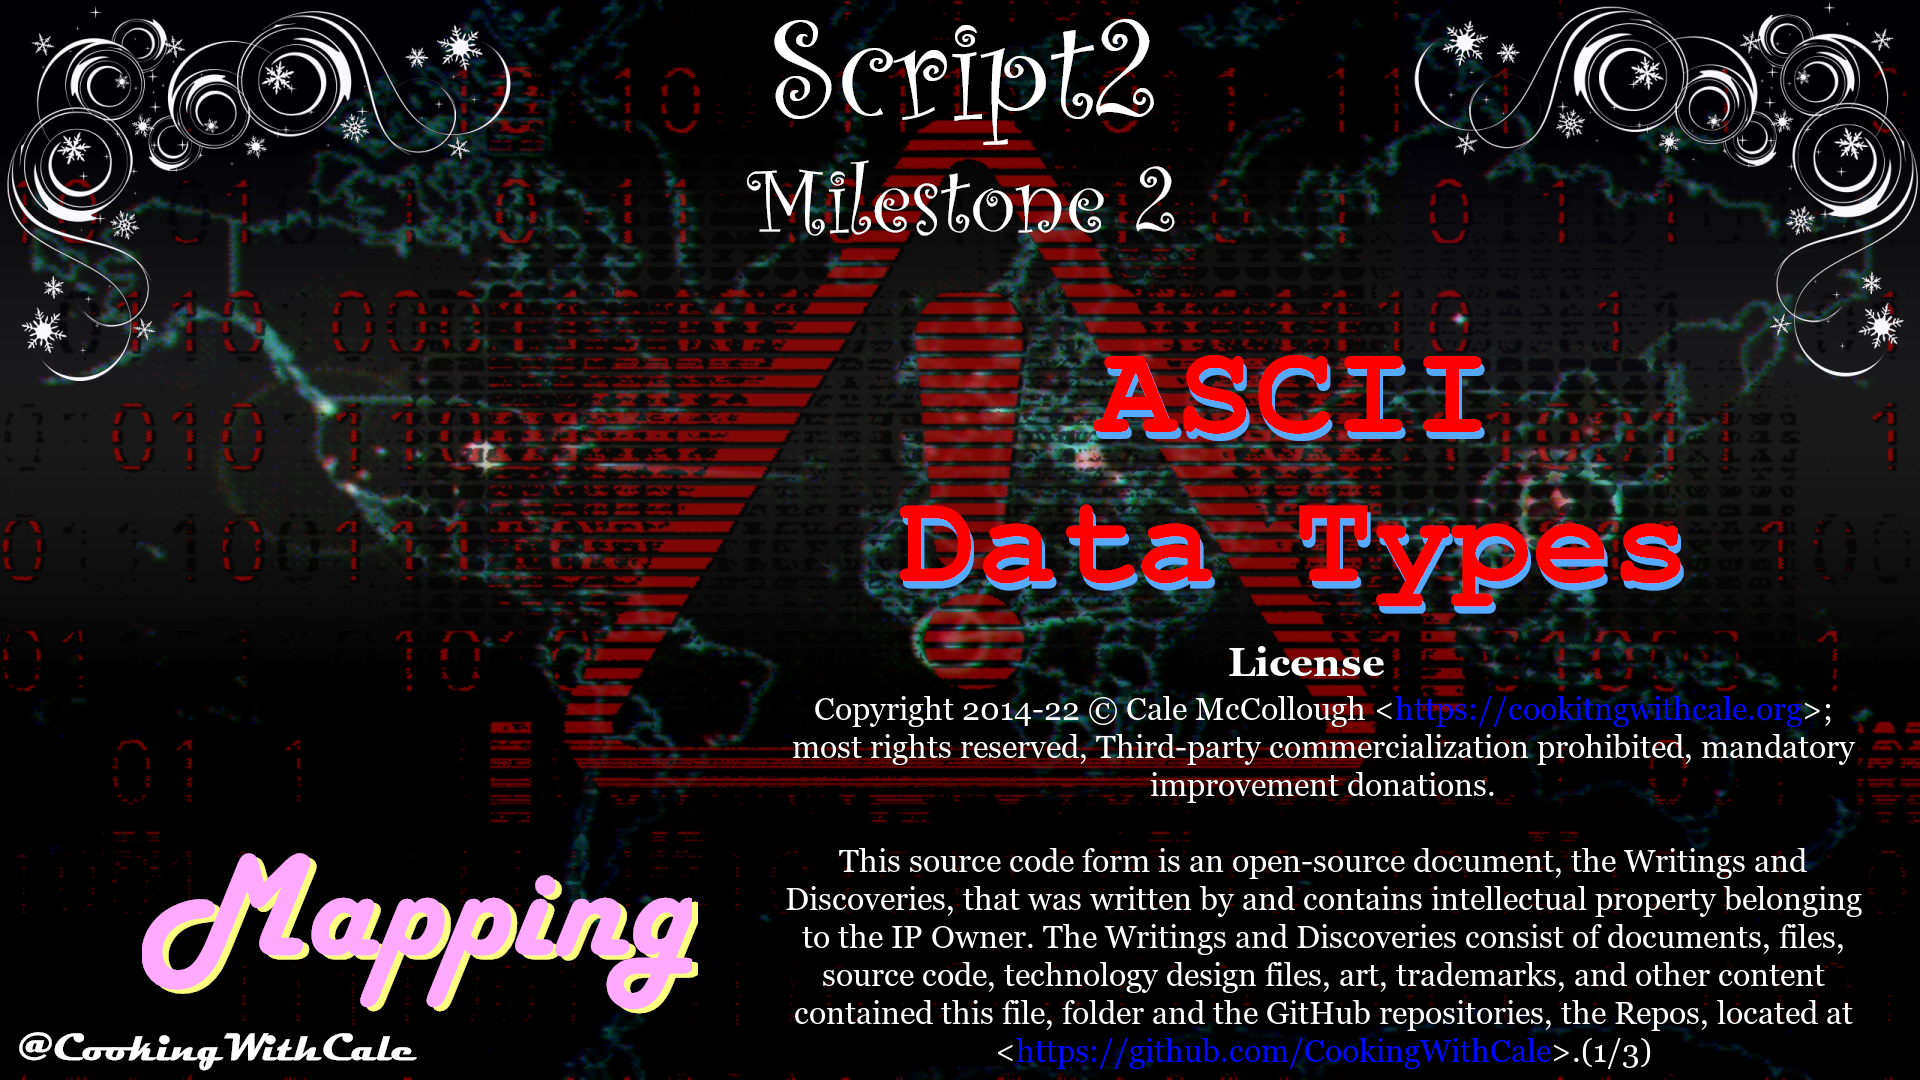 Script2
Milestone 2
ASCII
Data Types
License
Copyright 2014-22 © Cale McCollough <https://cookitngwithcale.org>;
most rights reserved, Third-party commercialization prohibited, mandatory
improvement donations.
This source code form is an open-source document, the Writings and
Discoveries, that was written by and contains intellectual property belonging
to the IP Owner. The Writings and Discoveries consist of documents, files,
source code, technology design files, art, trademarks, and other content
contained this file, folder and the GitHub repositories, the Repos, located at
<https://github.com/CookingWithCale>.(1/3)
Mapping
@CookingWithCale